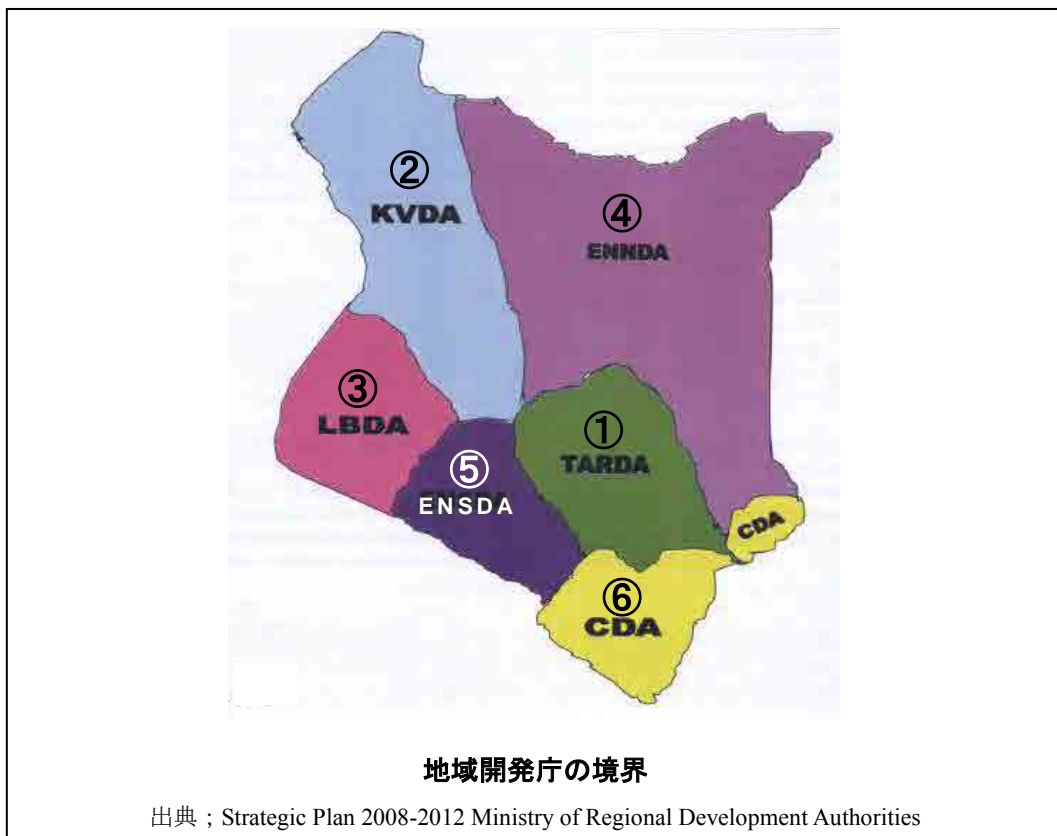 ②
KVDA
④
ENNDA
③
LBDA
①
TARDA
⑤
ENSDA
CDA
⑥
CDA
地域開発庁の境界
出典；Strategic Plan 2008-2012 Ministry of Regional Development Authorities